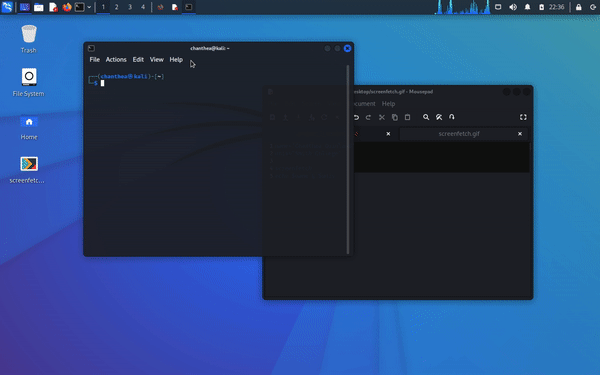 1 2 3 4
22:36
Trash
File System
Home
screenfetc...
chanthea@kali: ~
File Actions Edit View Help
┌──(chanthea㉿kali)-[~]
└─$
screenfetch.gif - Mousepad
ocument Help
screenfetch.gif